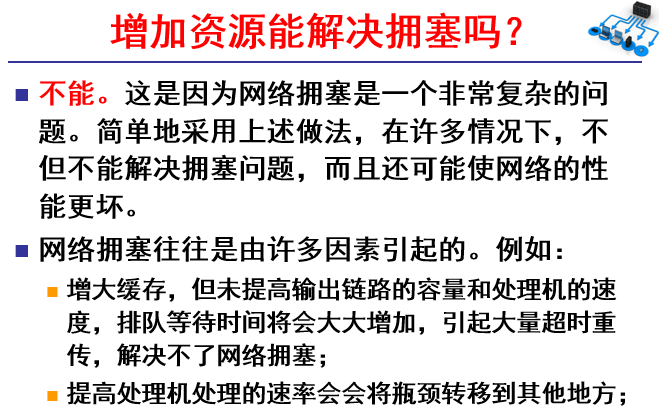 增加资源能解决拥塞吗？
不能。这是因为网络拥塞是一个非常复杂的问
题。简单地采用上述做法，在许多情况下，不
但不能解决拥塞问题，而且还可能使网络的性
能更坏。
网络拥塞往往是由许多因素引起的。例如：
增大缓存，但未提高输出链路的容量和处理机的速
度，排队等待时间将会大大增加，引起大量超时重
传，解决不了网络拥塞；
提高处理机处理的速率会会将瓶颈转移到其他地方；